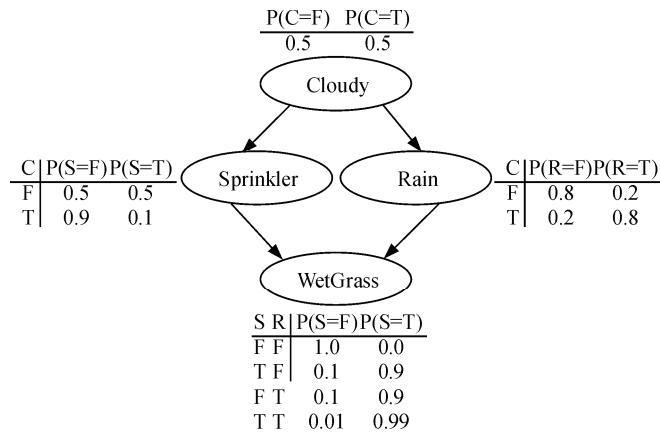 P(C=F) P(C=T)
0.5 0.5
Cloudy
C P(S=F) P(S=T)
F 0.5 0.5
T 0.9 0.1
Sprinkler
Rain
C P(R=F) P(R=T)
F 0.8 0.2
T 0.2 0.8
WetGrass
S R P(S=F) P(S=T)
F F 1.0 0.0
T F 0.1 0.9
F T 0.1 0.9
T T 0.01 0.99